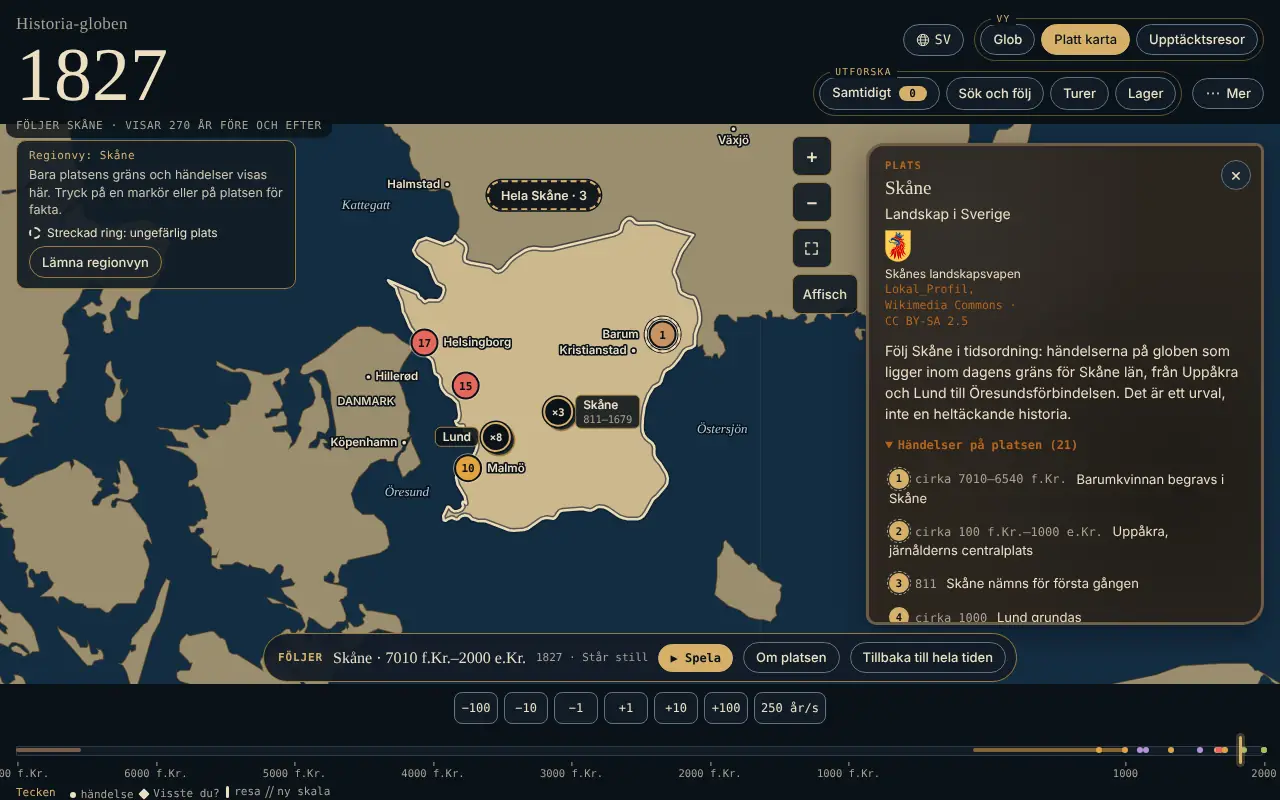 Historia-globen
1827
FÖLJER SKÅNE · VISAR 270 ÅR FÖRE OCH EFTER
SV
VY
Glob
Platt karta
Upptäcktsresor
UTFORSKA
Samtidigt 0
Sök och följ
Turer
Lager
··· Mer
Regionvy: Skåne
Bara platsens gräns och händelser visas
här. Tryck på en markör eller på platsen för
fakta.
Streckad ring: ungefärlig plats
Lämna regionvyn
Växjö
Halmstad
Kattegatt
Hela Skåne · 3
+
−
Affisch
17 Helsingborg
Barum 1
Kristianstad
Hillerød
15
DANMARK
×3 Skåne
811–1679
Köpenhamn
Lund ×8
Östersjön
10 Malmö
Öresund
PLATS
Skåne
Landskap i Sverige
Skånes landskapsvapen
Lokal_Profil,
Wikimedia Commons ·
CC BY-SA 2.5
Följ Skåne i tidsordning: händelserna på globen som
ligger inom dagens gräns för Skåne län, från Uppåkra
och Lund till Öresundsförbindelsen. Det är ett urval,
inte en heltäckande historia.
▼ Händelser på platsen (21)
1 cirka 7010–6540 f.Kr. Barumkvinnan begravs i
Skåne
2 cirka 100 f.Kr.–1000 e.Kr. Uppåkra,
järnålderns centralplats
3 811 Skåne nämns för första gången
4 cirka 1000 Lund grundas
FÖLJER Skåne · 7010 f.Kr.–2000 e.Kr. 1827 · Står still ▶ Spela Om platsen Tillbaka till hela tiden
−100 −10 −1 +1 +10 +100 250 år/s
00 f.Kr. 6000 f.Kr. 5000 f.Kr. 4000 f.Kr. 3000 f.Kr. 2000 f.Kr. 1000 f.Kr. 1000 2000
Tecken händelse Visste du? resa // ny skala